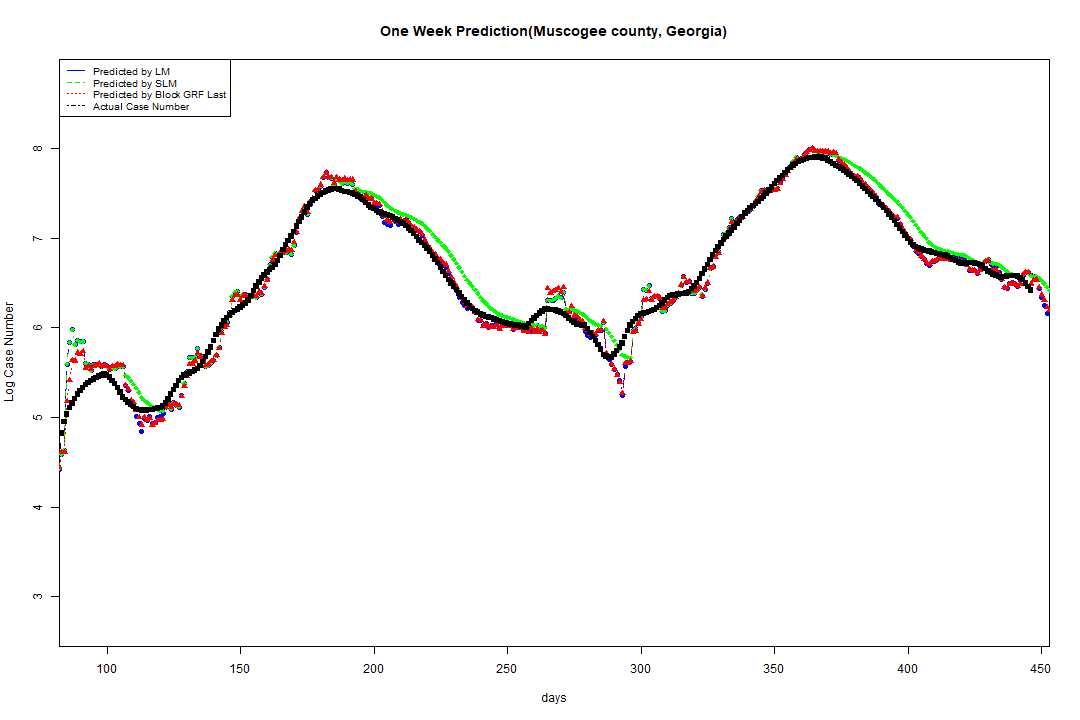 One Week Prediction(Muscogee county, Georgia)
Predicted by LM
Predicted by SLM
Predicted by Block GRF Last
Actual Case Number
8
7
6
5
4
3
Log Case Number
100 150 200 250 300 350 400 450
days